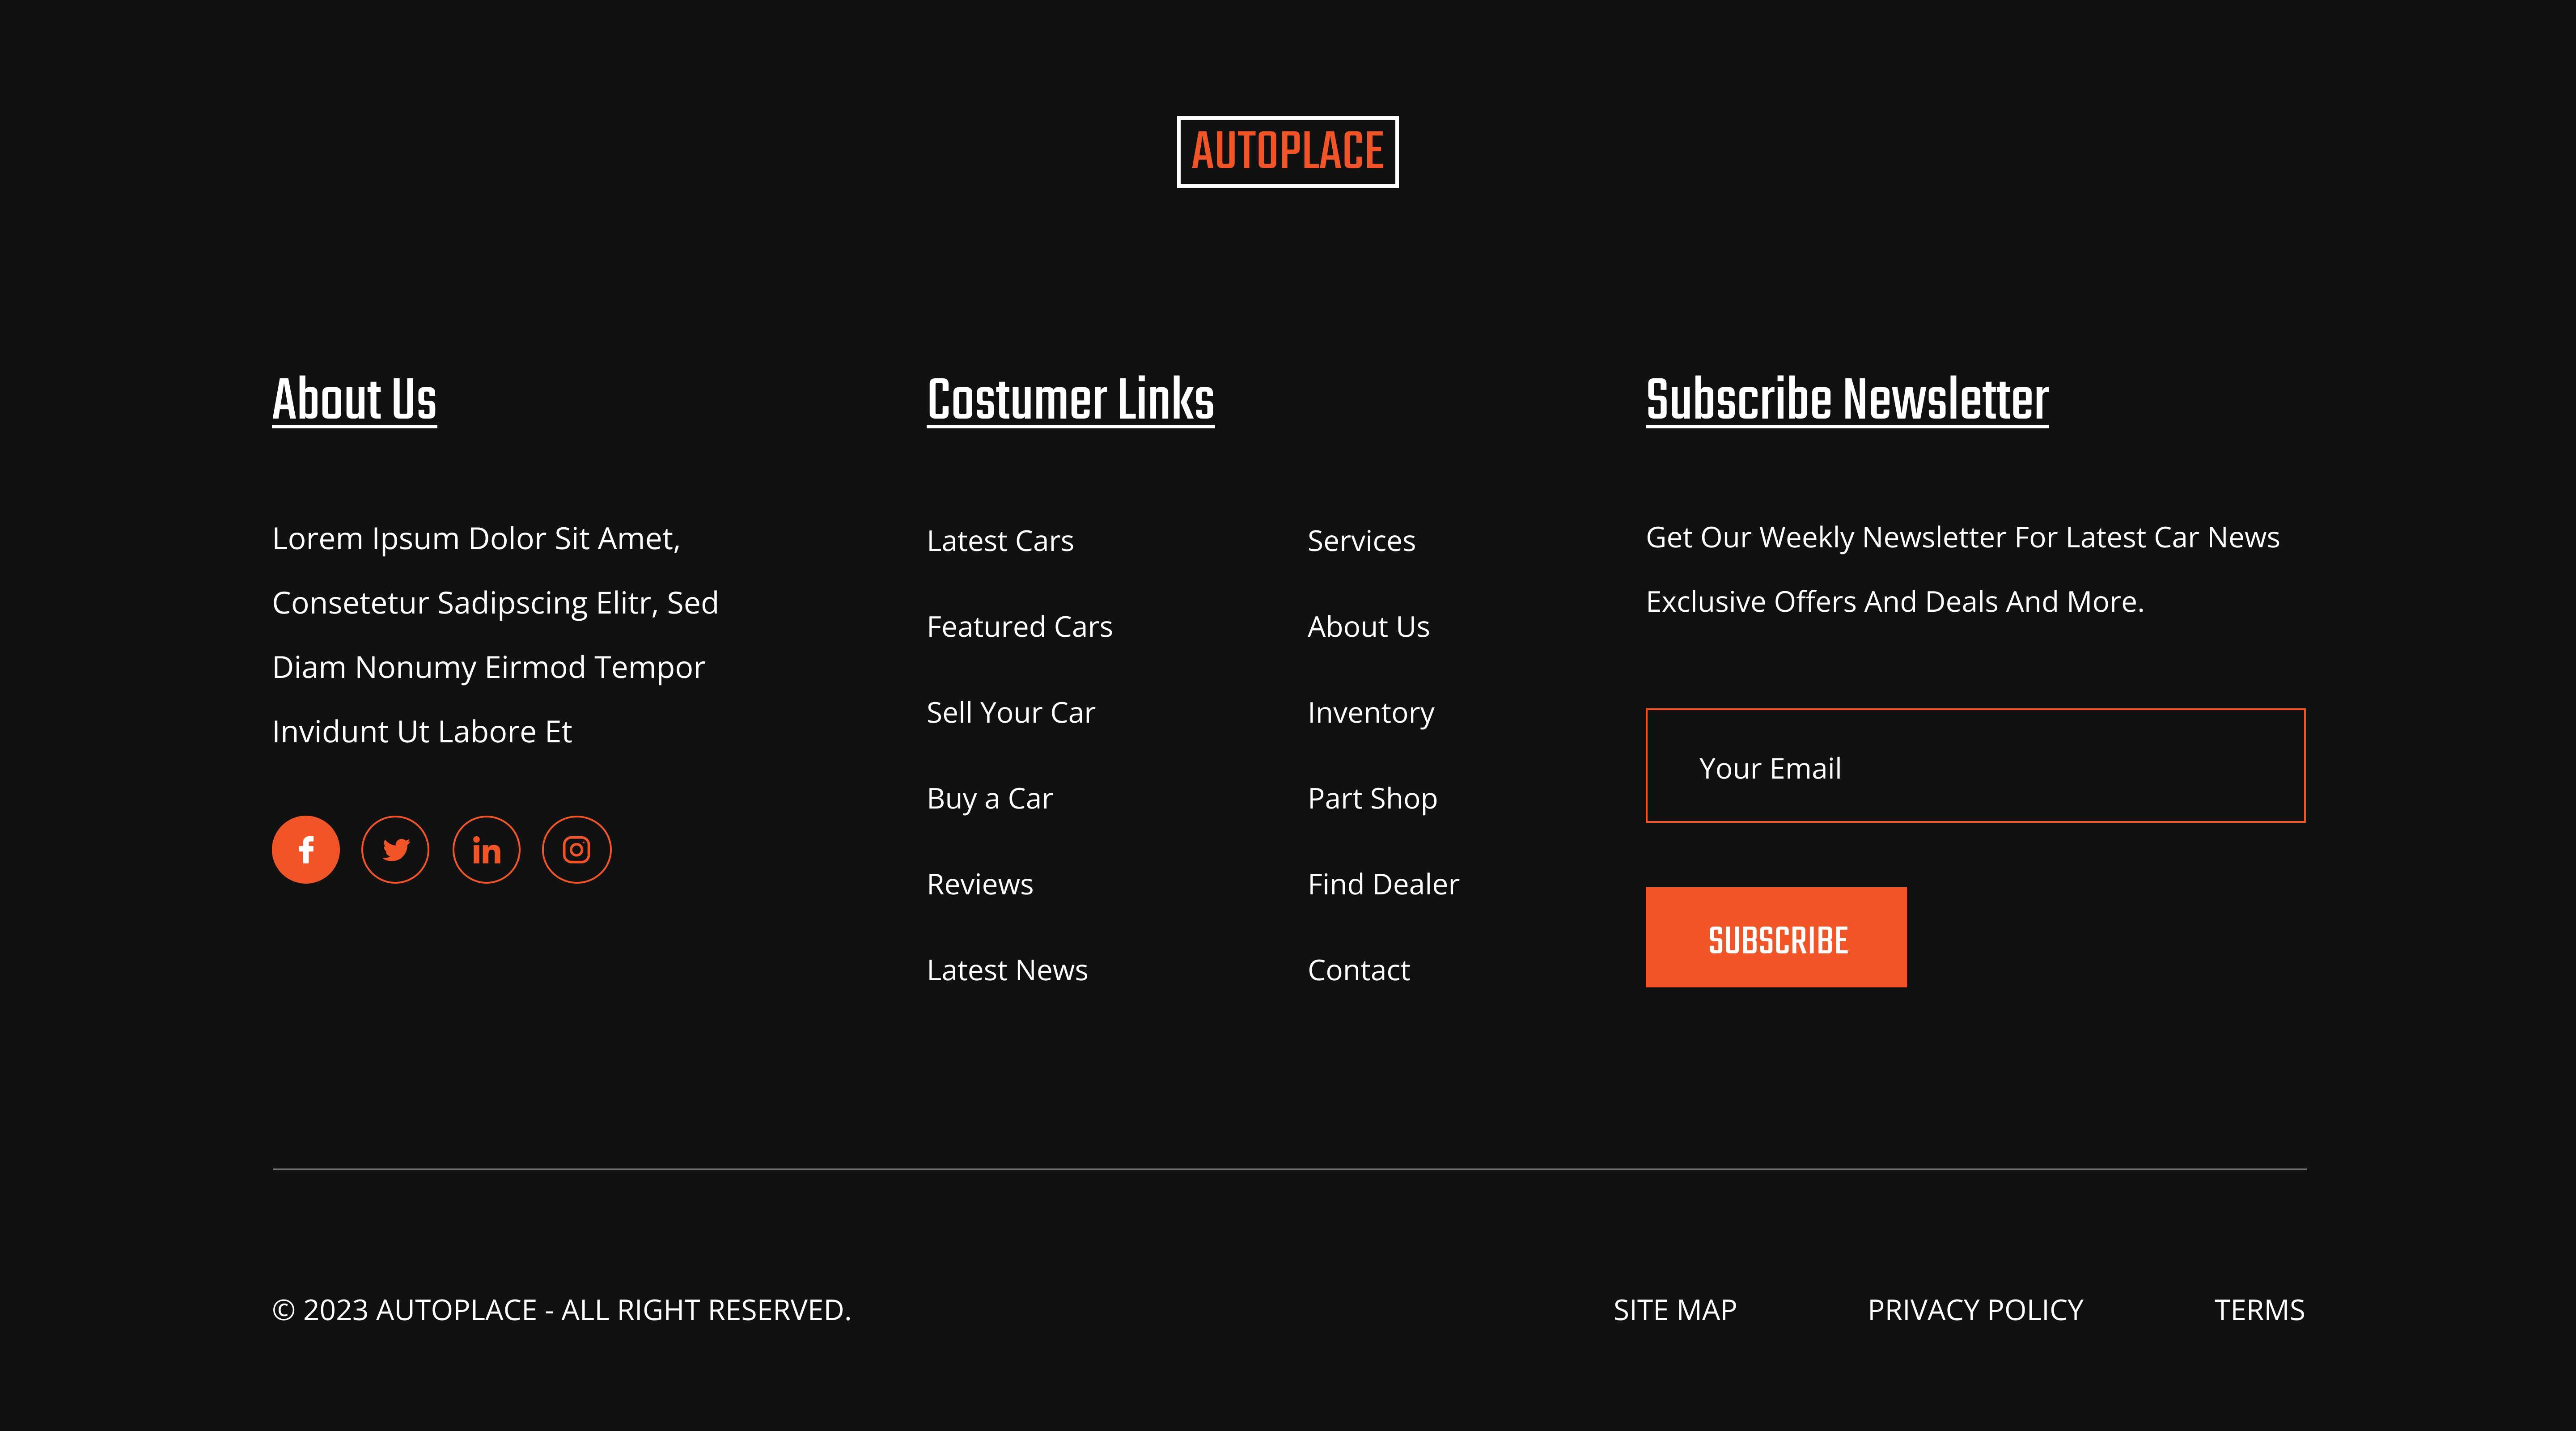 AUTOPLACE
About Us
Lorem Ipsum Dolor Sit Amet,
Consetetur Sadipscing Elitr, Sed
Diam Nonumy Eirmod Tempor
Invidunt Ut Labore Et
Costumer Links
Latest Cars
Featured Cars
Sell Your Car
Buy a Car
Reviews
Latest News
Services
About Us
Inventory
Part Shop
Find Dealer
Contact
Subscribe Newsletter
Get Our Weekly Newsletter For Latest Car News
Exclusive Offers And Deals And More.
Your Email
SUBSCRIBE
© 2023 AUTOPLACE - ALL RIGHT RESERVED.
SITE MAP
PRIVACY POLICY
TERMS